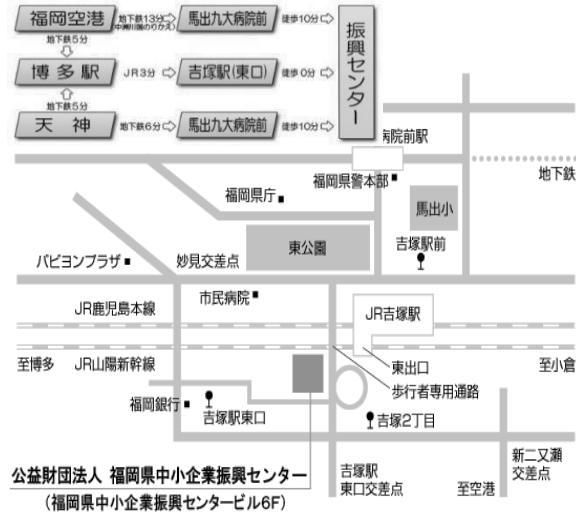 福岡空港
地下鉄13分
中洲川端のりかえ
馬出九大病院前
徒歩10分
地下鉄5分
博多駅
JR3分
吉塚駅(東口)
徒歩0分
地下鉄5分
天神
地下鉄6分
馬出九大病院前
徒歩10分
振興センター
病院前駅
地下鉄
福岡県警本部
福岡県庁
馬出小
吉塚駅前
東公園
パピヨンプラザ
妙見交差点
市民病院
JR吉塚駅
JR鹿児島本線
至博多
JR山陽新幹線
東出口
至小倉
歩行者専用通路
福岡銀行
吉塚駅東口
吉塚2丁目
公益財団法人 福岡県中小企業振興センター
(福岡県中小企業振興センタービル6F)
吉塚駅
東口交差点
至空港
新二又瀬
交差点